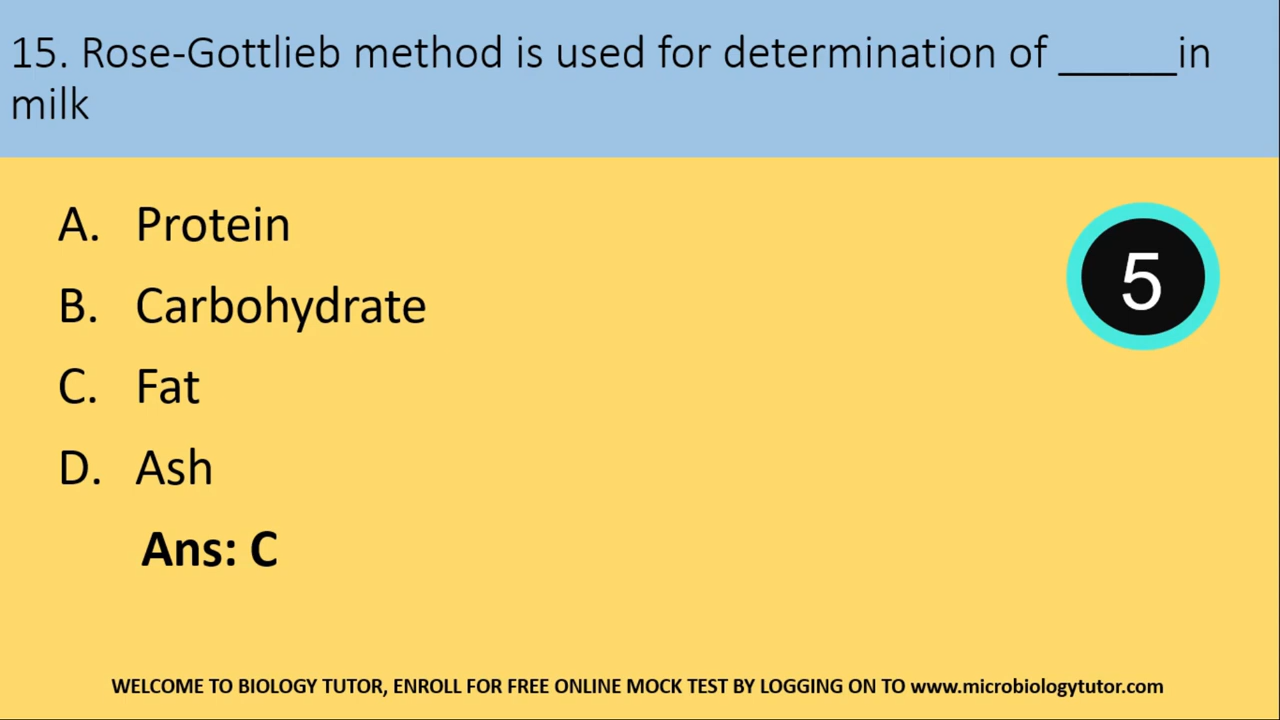 15. Rose-Gottlieb method is used for determination of _____in
milk
A. Protein
5
B. Carbohydrate
C. Fat
D. Ash
Ans: C
WELCOME TO BIOLOGY TUTOR, ENROLL FOR FREE ONLINE MOCK TEST BY LOGGING ON TO www.microbiologytutor.com